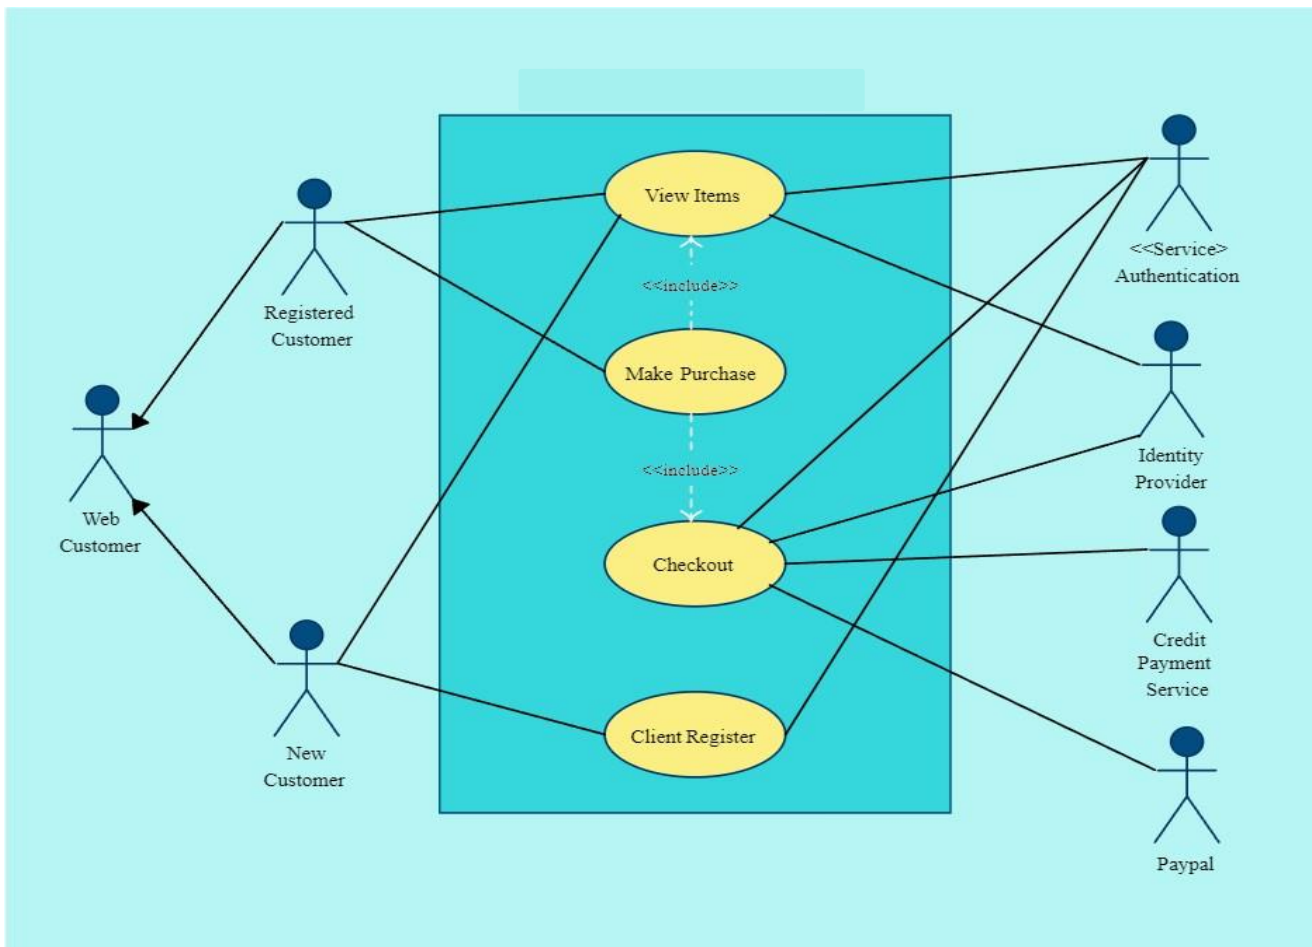 View Items
<<Service>
Authentication
<<include>>
Registered
Customer
Make Purchase
Identity
Provider
<<include>>
Web
Customer
Checkout
Credit
Payment
Service
Client Register
New
Customer
Paypal